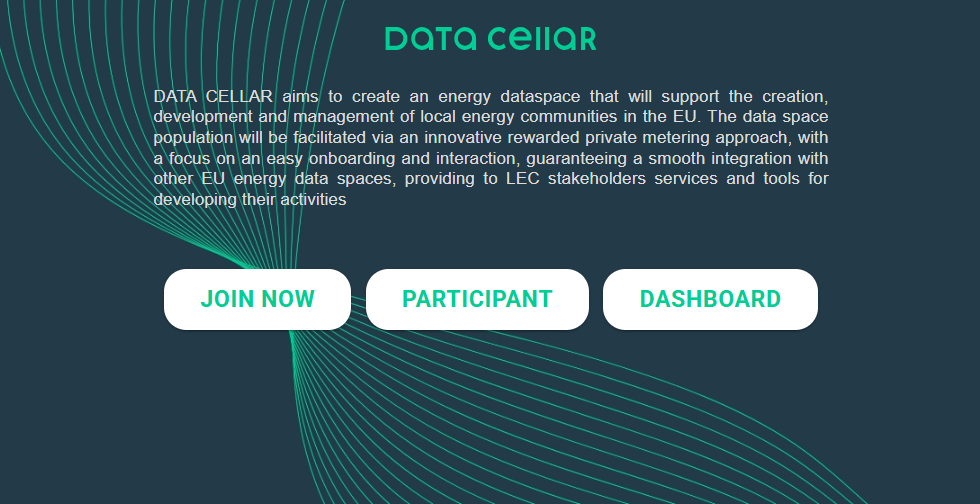 DATA CELLAR
DATA CELLAR aims to create an energy dataspace that will support the creation,
development and management of local energy communities in the EU. The data space
population will be facilitated via an innovative rewarded private metering approach, with
a focus on an easy onboarding and interaction, guaranteeing a smooth integration with
other EU energy data spaces, providing to LEC stakeholders services and tools for
developing their activities
JOIN NOW PARTICIPANT DASHBOARD